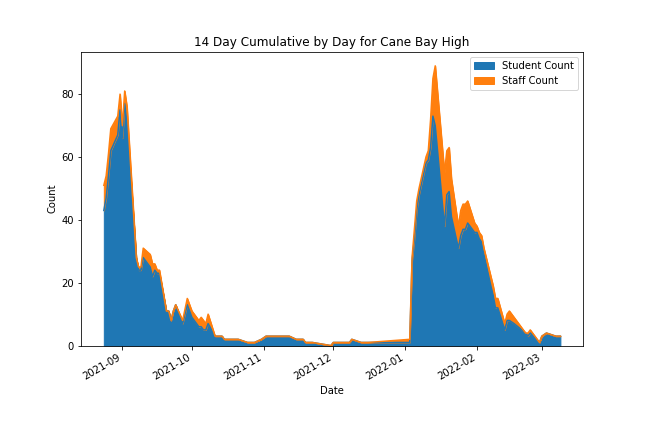 14 Day Cumulative by Day for Cane Bay High
Student Count
Staff Count
80
60
40
20
0
Count
2021-09
2021-10
2021-11
2021-12
2022-01
2022-02
2022-03
Date